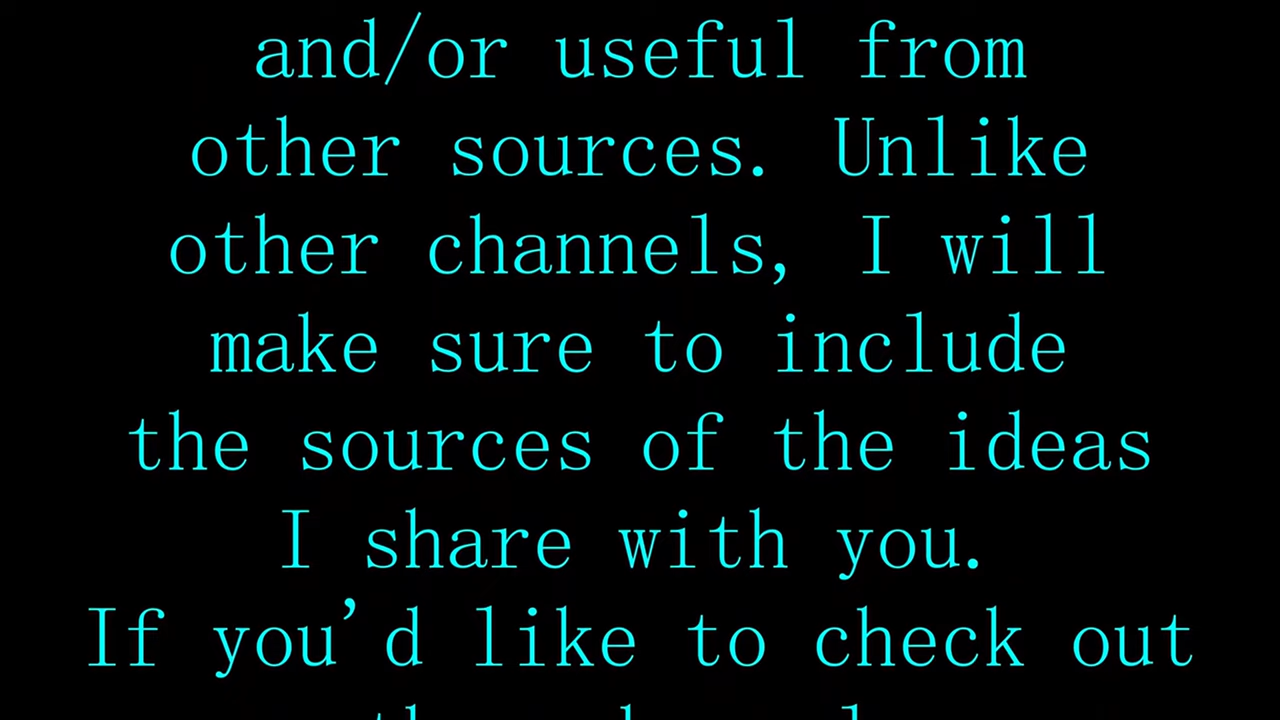 and/or useful from
other sources. Unlike
other channels, I will
make sure to include
the sources of the ideas
I share with you.
If you'd like to check out